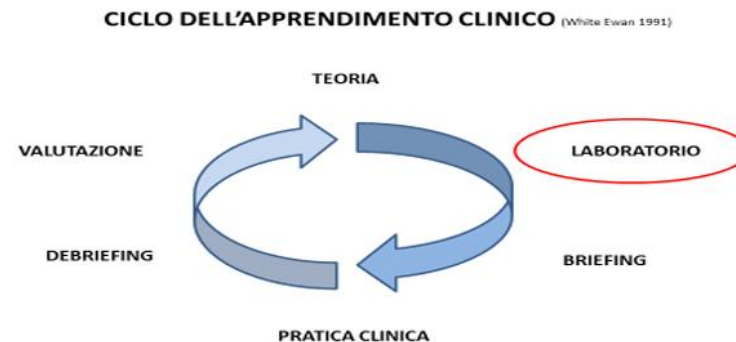 CICLO DELL'APPRENDIMENTO CLINICO (White Ewan 1991)
TEORIA
VALUTAZIONE
LABORATORIO
DEBRIEFING
BRIEFING
PRATICA CLINICA